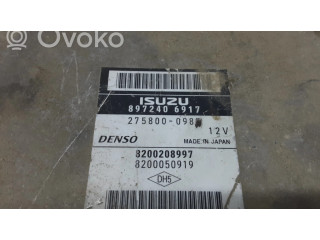 Ovoko
ISUZU
897240 6917
275800-098
12V
DENSO
MADE IN JAPAN
8200208997
8200050919
DH5